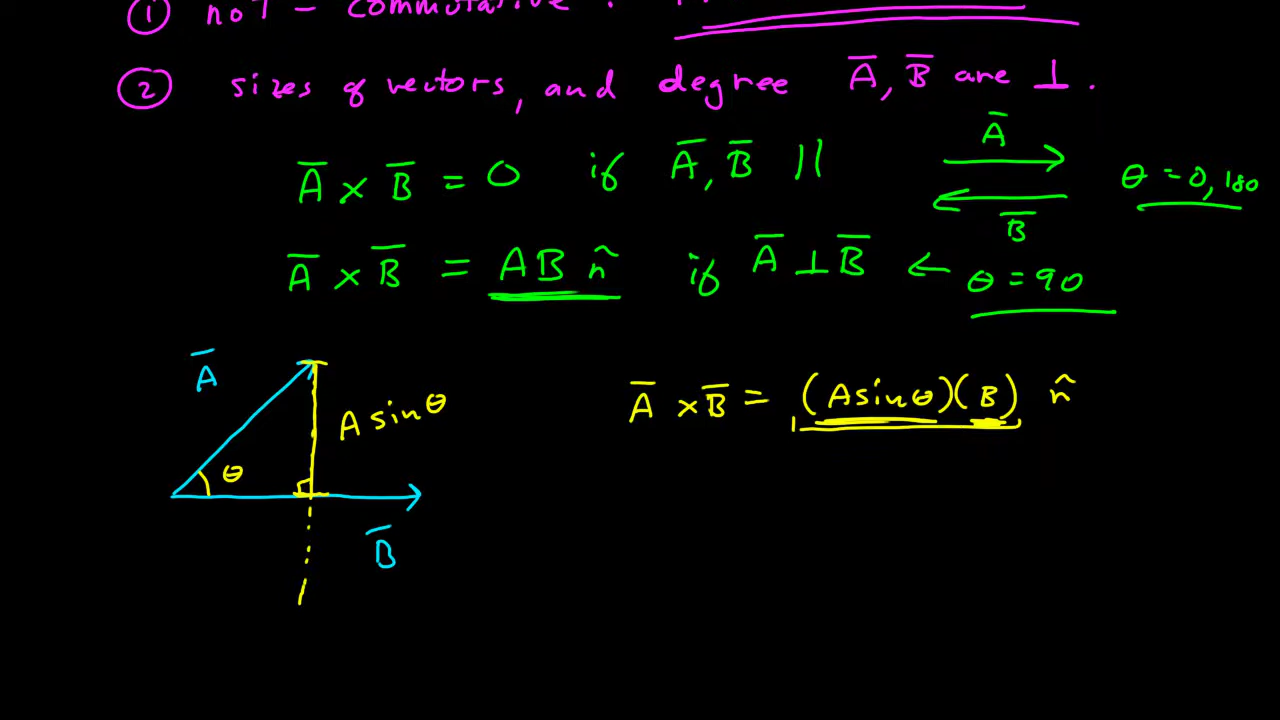 ① not - commutative :
② sizes of vectors, and degree A̅, B̅ are ⊥.
A̅ × B̅ = 0 if A̅, B̅ ||
A̅
B̅
θ = 0, 180
A̅ × B̅ = AB n̂ if A̅ ⊥ B̅ ← θ = 90
A̅
θ
A sinθ
B̅
A̅ × B̅ = (A sinθ)(B) n̂